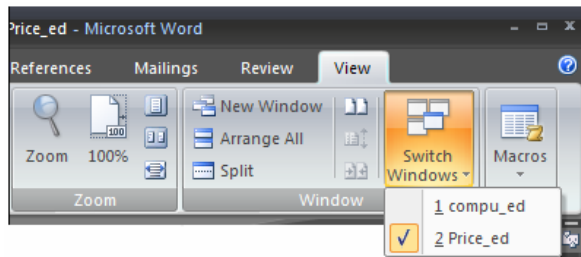 Price_ed - Microsoft Word
References Mailings Review View
New Window
Arrange All
Split
Zoom 100% Switch Windows Macros
100
Zoom Window
1 compu_ed
2 Price_ed